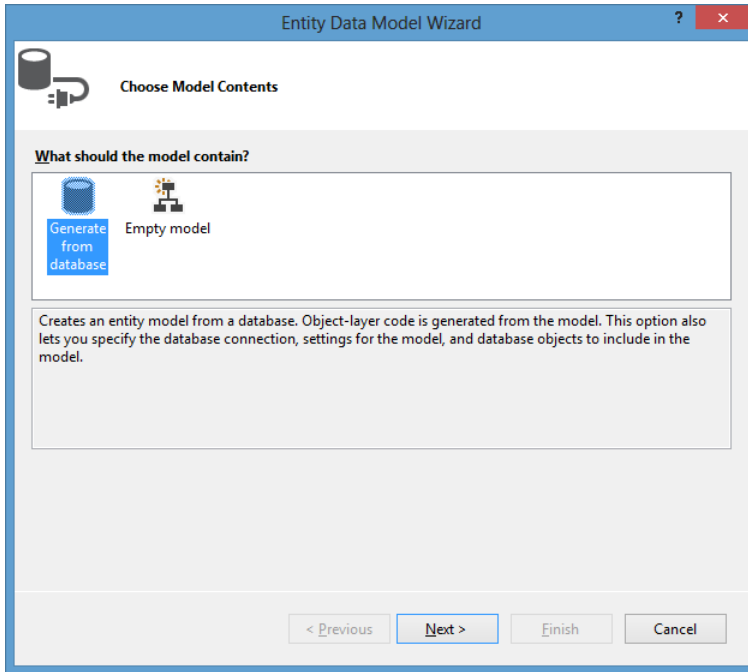 Entity Data Model Wizard
?
×
Choose Model Contents
What should the model contain?
Generate
from
database
Empty model
Creates an entity model from a database. Object-layer code is generated from the model. This option also
lets you specify the database connection, settings for the model, and database objects to include in the
model.
< Previous
Next >
Finish
Cancel